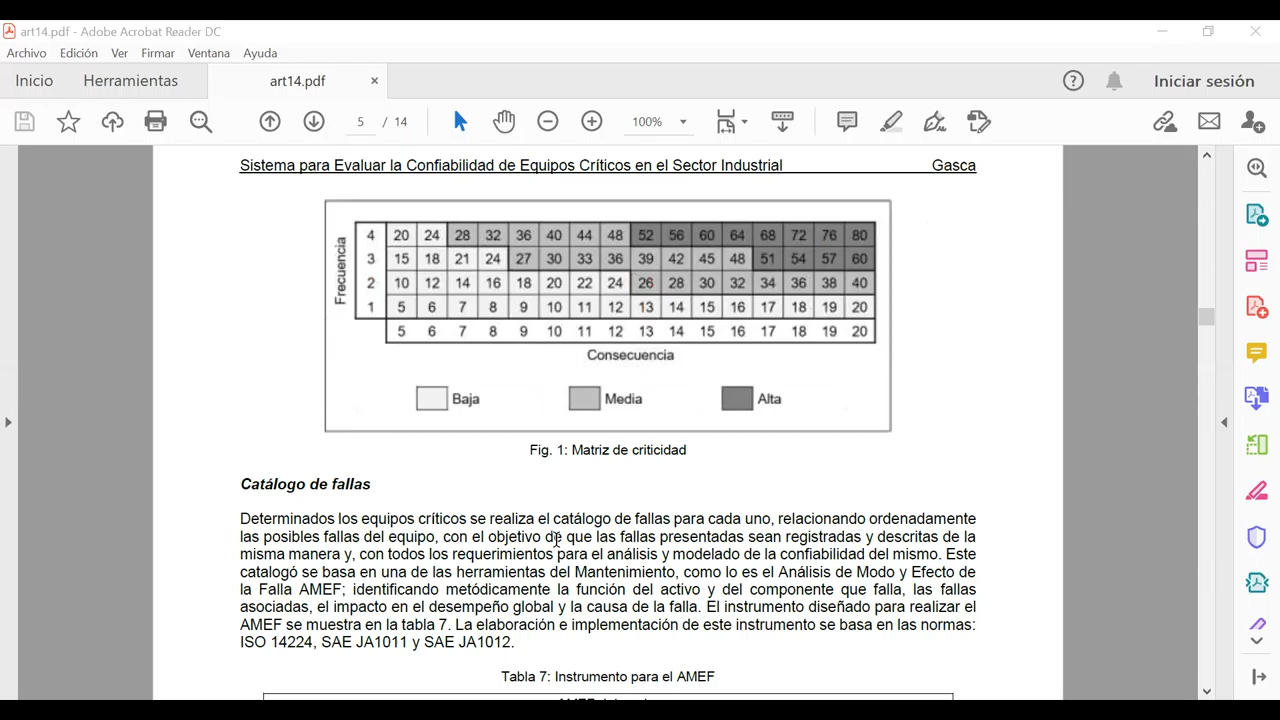 art14.pdf - Adobe Acrobat Reader DC
Archivo Edición Ver Firmar Ventana Ayuda
Inicio Herramientas art14.pdf × ? Iniciar sesión
5 / 14 100%
Sistema para Evaluar la Confiabilidad de Equipos Críticos en el Sector Industrial Gasca
Frecuencia
4 20 24 28 32 36 40 44 48 52 56 60 64 68 72 76 80
3 15 18 21 24 27 30 33 36 39 42 45 48 51 54 57 60
2 10 12 14 16 18 20 22 24 26 28 30 32 34 36 38 40
1 5 6 7 8 9 10 11 12 13 14 15 16 17 18 19 20
5 6 7 8 9 10 11 12 13 14 15 16 17 18 19 20
Consecuencia
Baja Media Alta
Fig. 1: Matriz de criticidad
Catálogo de fallas
Determinados los equipos críticos se realiza el catálogo de fallas para cada uno, relacionando ordenadamente
las posibles fallas del equipo, con el objetivo de que las fallas presentadas sean registradas y descritas de la
misma manera y, con todos los requerimientos para el análisis y modelado de la confiabilidad del mismo. Este
catalogó se basa en una de las herramientas del Mantenimiento, como lo es el Análisis de Modo y Efecto de
la Falla AMEF; identificando metódicamente la función del activo y del componente que falla, las fallas
asociadas, el impacto en el desempeño global y la causa de la falla. El instrumento diseñado para realizar el
AMEF se muestra en la tabla 7. La elaboración e implementación de este instrumento se basa en las normas:
ISO 14224, SAE JA1011 y SAE JA1012.
Tabla 7: Instrumento para el AMEF